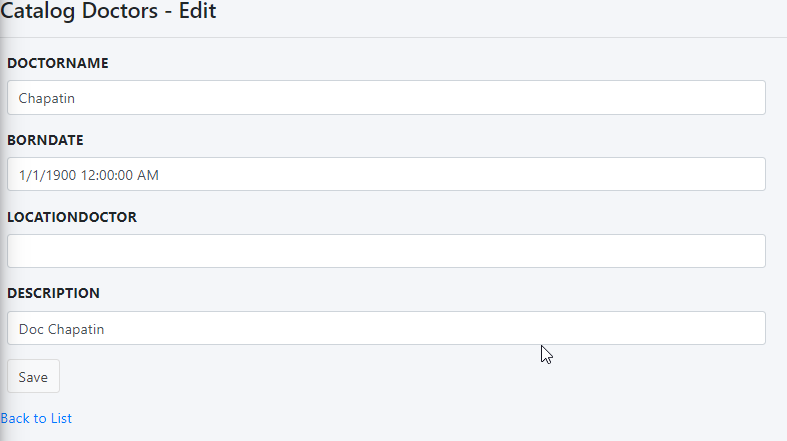 Catalog Doctors - Edit
DOCTORNAME
Chapatin
BORNDATE
1/1/1900 12:00:00 AM
LOCATIONDOCTOR
DESCRIPTION
Doc Chapatin
Save
Back to List